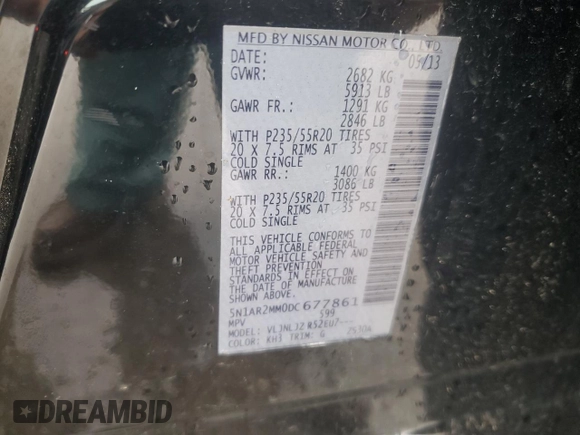 MFD BY NISSAN MOTOR CO., LTD.
DATE: 03/13
GVWR: 2682 KG
5913 LB
GAWR FR.: 1291 KG
2846 LB
WITH P235/55R20 TIRES
20 X 7.5 RIMS AT 35 PSI
COLD SINGLE
GAWR RR.: 1400 KG
3086 LB
WITH P235/55R20 TIRES
20 X 7.5 RIMS AT 35 PSI
COLD SINGLE
THIS VEHICLE CONFORMS TO
ALL APPLICABLE FEDERAL
MOTOR VEHICLE SAFETY AND
THEFT PREVENTION
STANDARDS IN EFFECT ON
THE DATE OF MANUFACTURE
SHOWN ABOVE.
5N1AR2MM0DC677861
MPV 599
MODEL:
COLOR: KH3 TRIM: G
DREAMBID